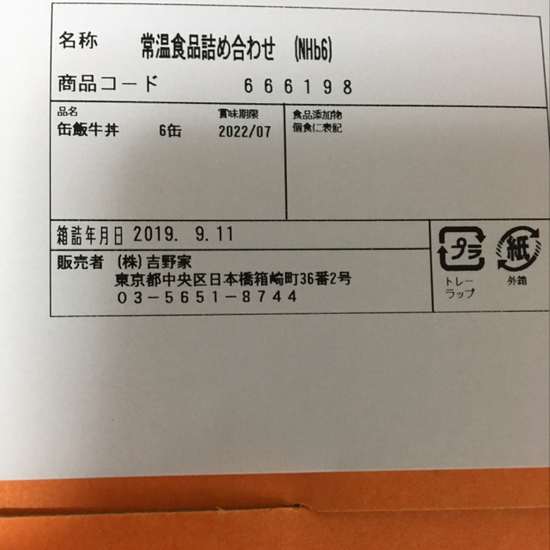 名称 常温食品詰め合わせ (NHb6)
商品コード 666198
品名 賞味期限 食品添加物
缶飯牛丼 6缶 2022/07 個食に表記
箱詰年月日 2019. 9.11
販売者 (株)吉野家
東京都中央区日本橋箱崎町36番2号
03-5651-8744
プラ
トレー
ラップ
紙
外箱